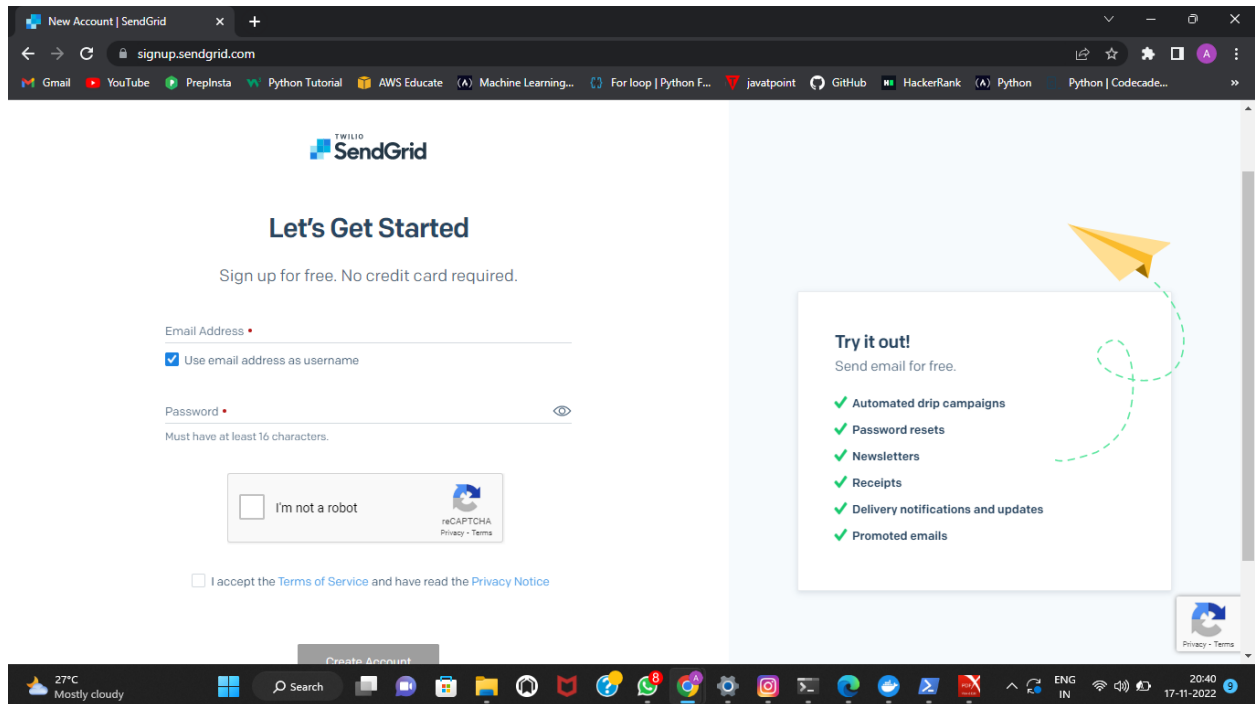 New Account | SendGrid
signup.sendgrid.com
A
Gmail YouTube PrepInsta Python Tutorial AWS Educate Machine Learning... For loop | Python F... javatpoint GitHub HackerRank Python Python | Codecade... »
TWILIO
SendGrid
Let's Get Started
Sign up for free. No credit card required.
Email Address •
Use email address as username
Password •
Must have at least 16 characters.
I'm not a robot
reCAPTCHA
Privacy - Terms
I accept the Terms of Service and have read the Privacy Notice
Create Account
Try it out!
Send email for free.
Automated drip campaigns
Password resets
Newsletters
Receipts
Delivery notifications and updates
Promoted emails
Privacy - Terms
27°C
Mostly cloudy
Search
8
A
ENG
IN
20:40
17-11-2022
9